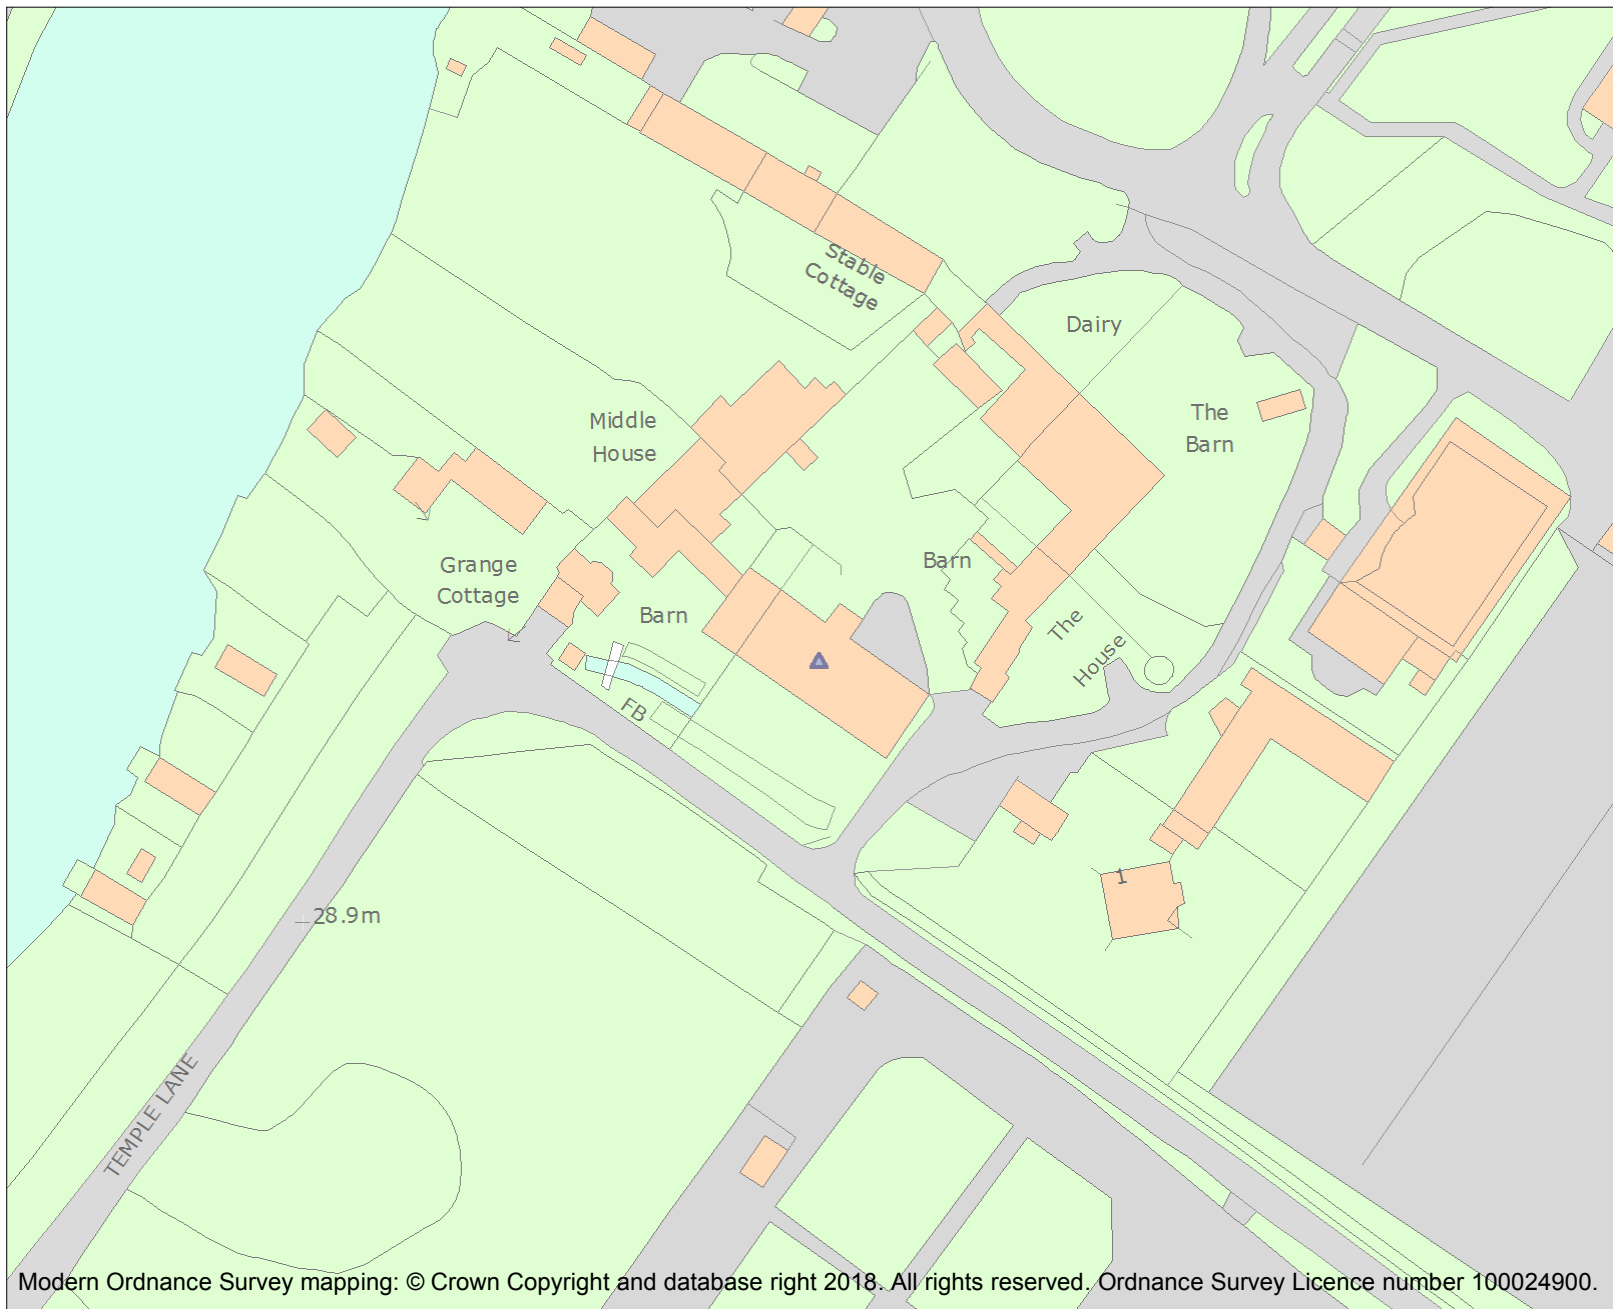 Stable
Cottage
Dairy
Middle
House
The
Barn
Grange
Cottage
Barn
Barn
The
House
FB
1
28.9m
TEMPLE LANE
Modern Ordnance Survey mapping: © Crown Copyright and database right 2018. All rights reserved. Ordnance Survey Licence number 100024900.